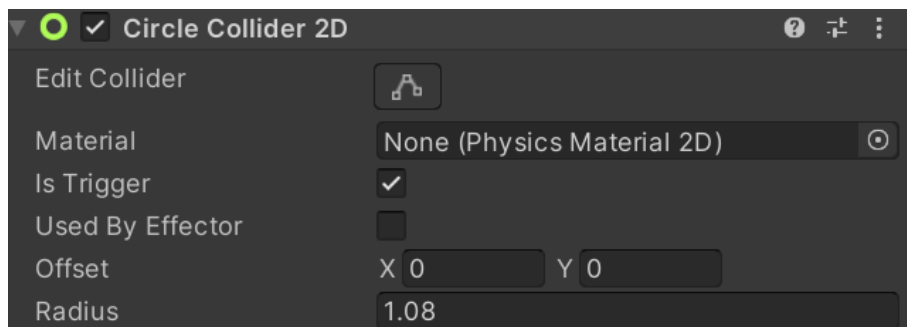 Circle Collider 2D
Edit Collider
Material None (Physics Material 2D)
Is Trigger
Used By Effector
Offset X 0 Y 0
Radius 1.08